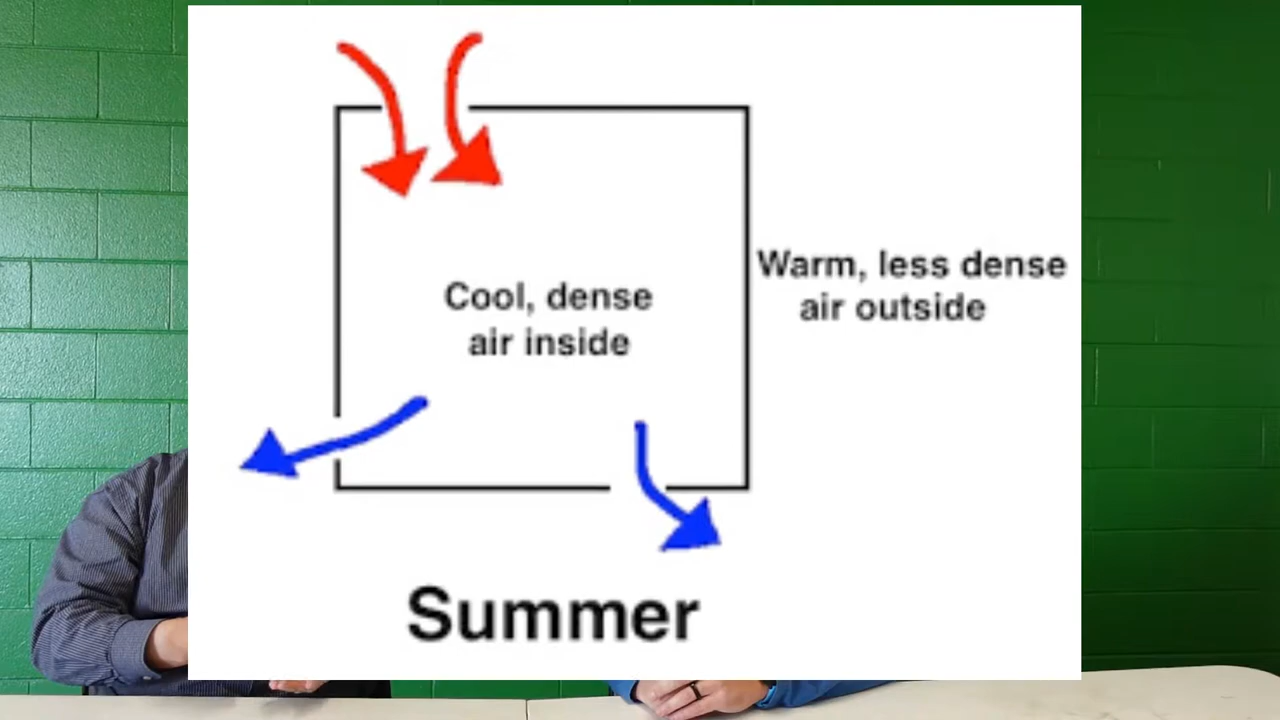 Cool, dense
air inside
Warm, less dense
air outside
Summer